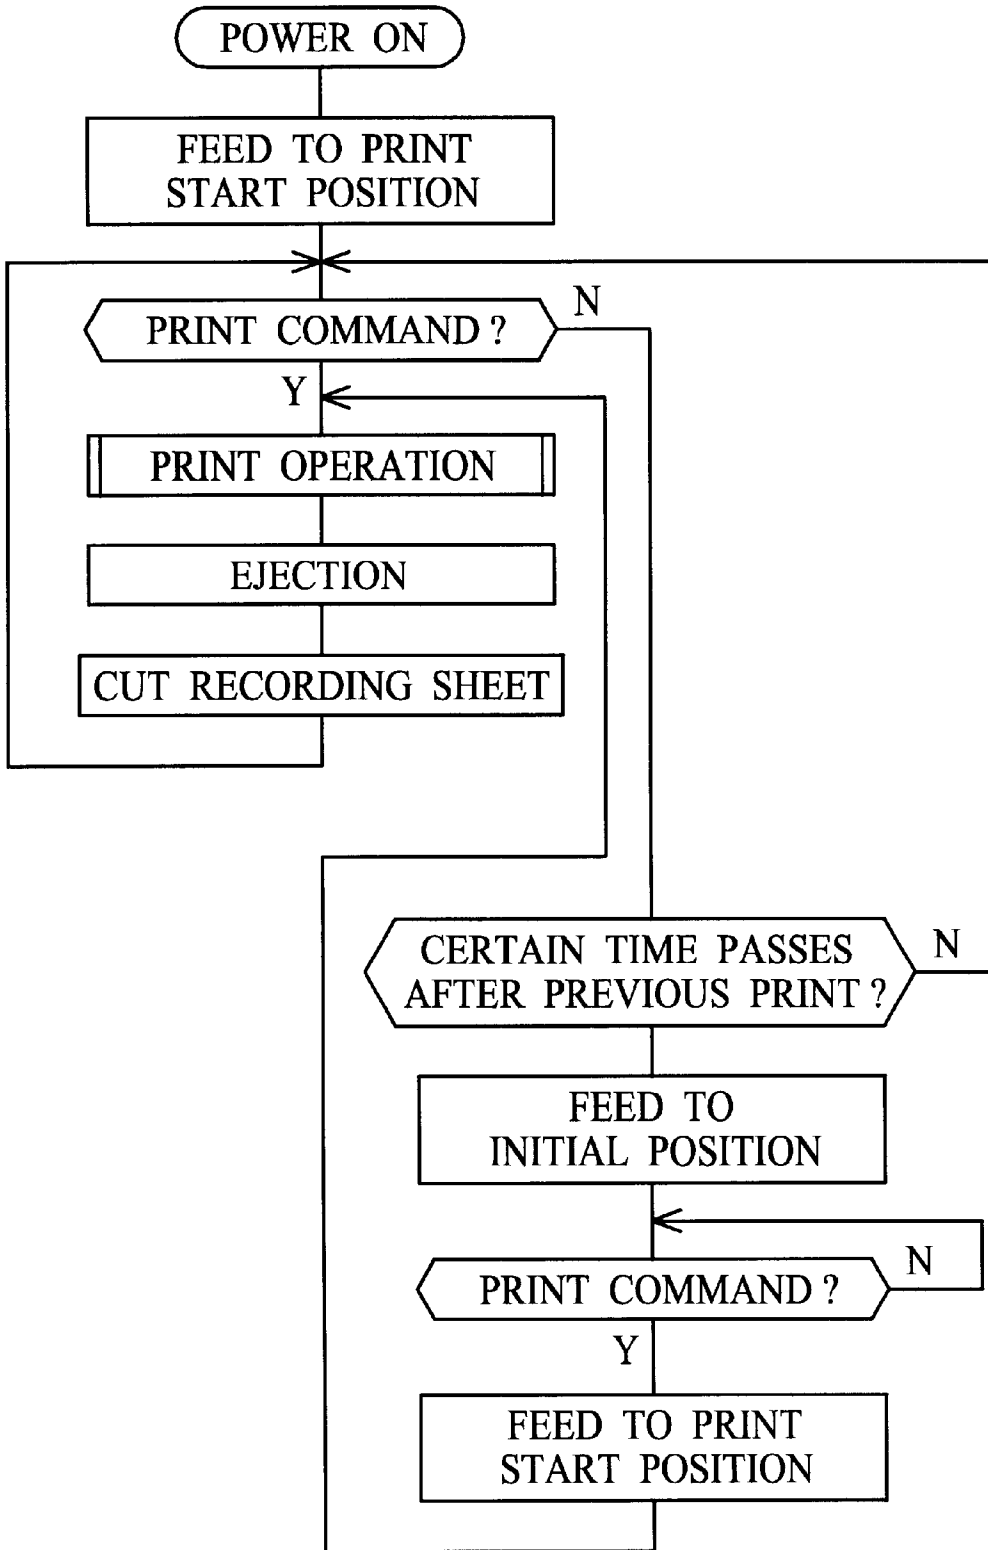 POWER ON
FEED TO PRINT
START POSITION
PRINT COMMAND ?
N
Y
PRINT OPERATION
EJECTION
CUT RECORDING SHEET
CERTAIN TIME PASSES
AFTER PREVIOUS PRINT ?
N
FEED TO
INITIAL POSITION
PRINT COMMAND ?
N
Y
FEED TO PRINT
START POSITION